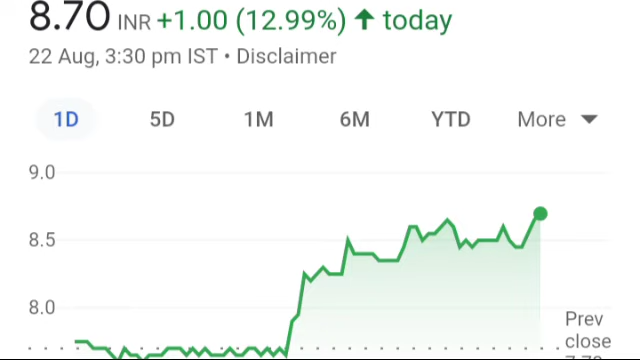 8.70 INR +1.00 (12.99%) ↑ today
22 Aug, 3:30 pm IST • Disclaimer
1D 5D 1M 6M YTD More
9.0
8.5
8.0
Prev
close